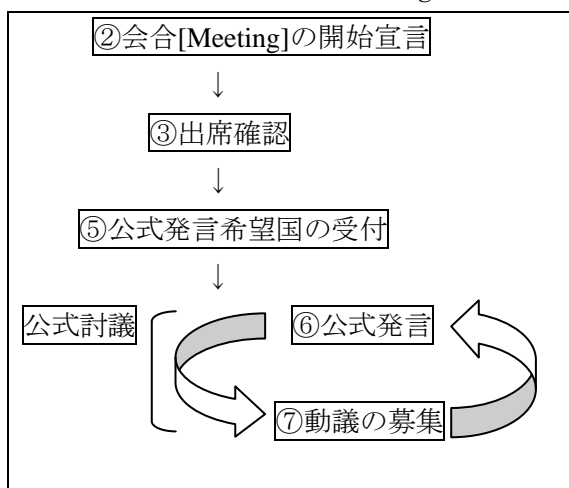 ②会合[Meeting]の開始宣言
↓
③出席確認
↓
⑤公式発言希望国の受付
↓
公式討議 ⑥公式発言
⑦動議の募集